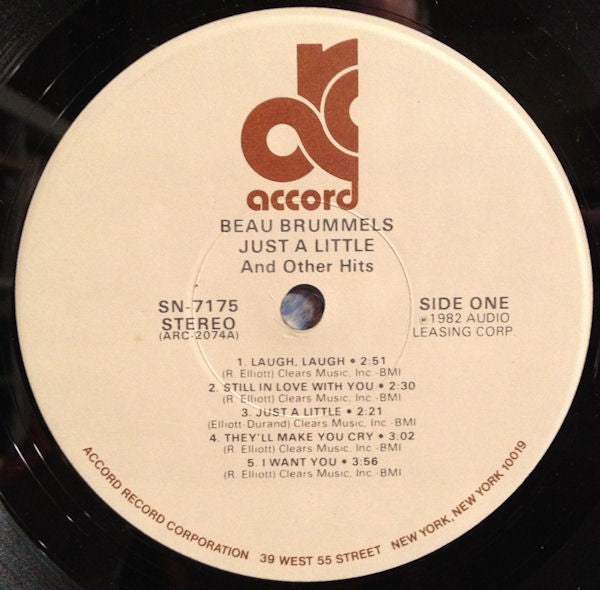 accord
BEAU BRUMMELS
JUST A LITTLE
And Other Hits
SN-7175
STEREO
(ARC-2074A)
SIDE ONE
℗1982 AUDIO
LEASING CORP.
1. LAUGH, LAUGH • 2:51
(R. Elliott) Clears Music, Inc.-BMI
2. STILL IN LOVE WITH YOU • 2:30
(R. Elliott) Clears Music, Inc.-BMI
3. JUST A LITTLE • 2:21
(Elliott-Durand) Clears Music, Inc.-BMI
4. THEY'LL MAKE YOU CRY • 3:02
(R. Elliott) Clears Music, Inc.-BMI
5. I WANT YOU • 3:56
(R. Elliott) Clears Music, Inc.-BMI
ACCORD RECORD CORPORATION 39 WEST 55 STREET NEW YORK, NEW YORK 10019